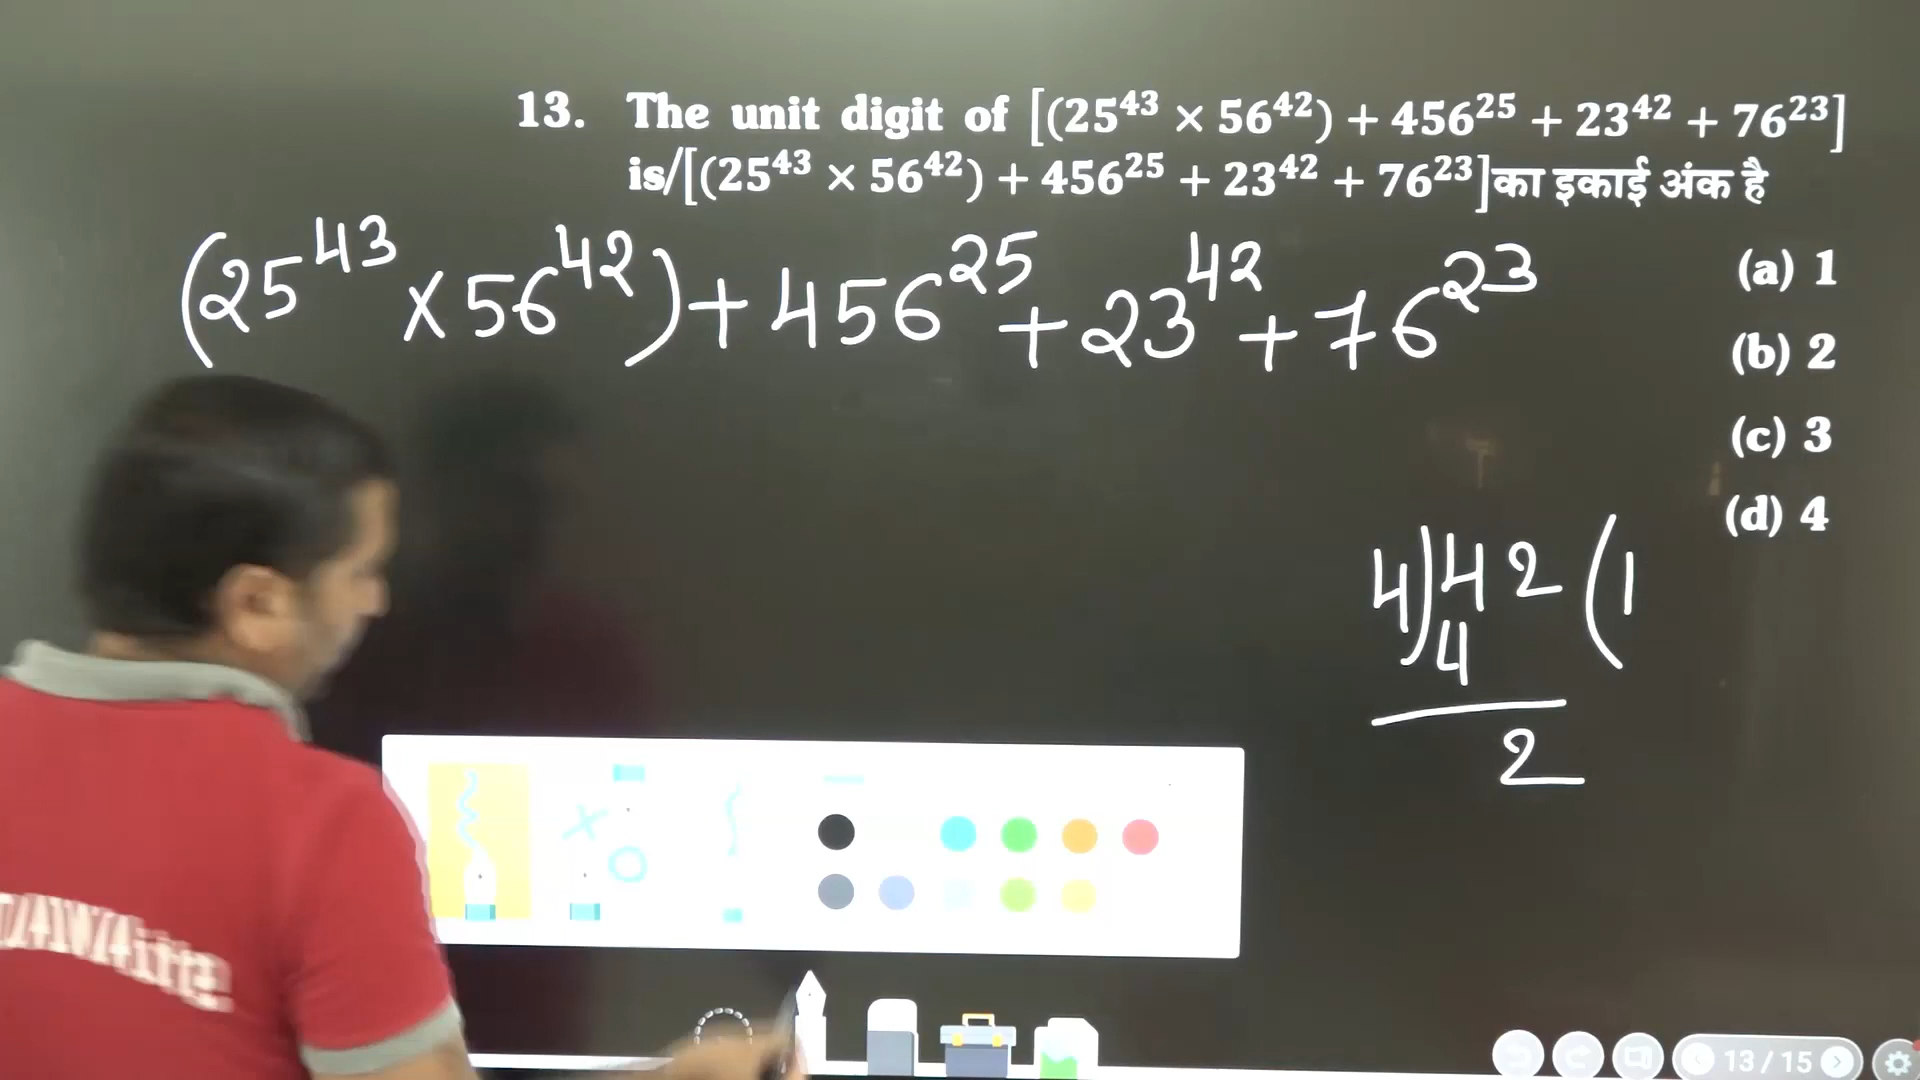 13. The unit digit of [(25^43 × 56^42) + 456^25 + 23^42 + 76^23]
is/[(25^43 × 56^42) + 456^25 + 23^42 + 76^23]का इकाई अंक है
(25^43 × 56^42) + 456^25 + 23^42 + 76^23
(a) 1
(b) 2
(c) 3
(d) 4
4)42(1
4
2
13/15